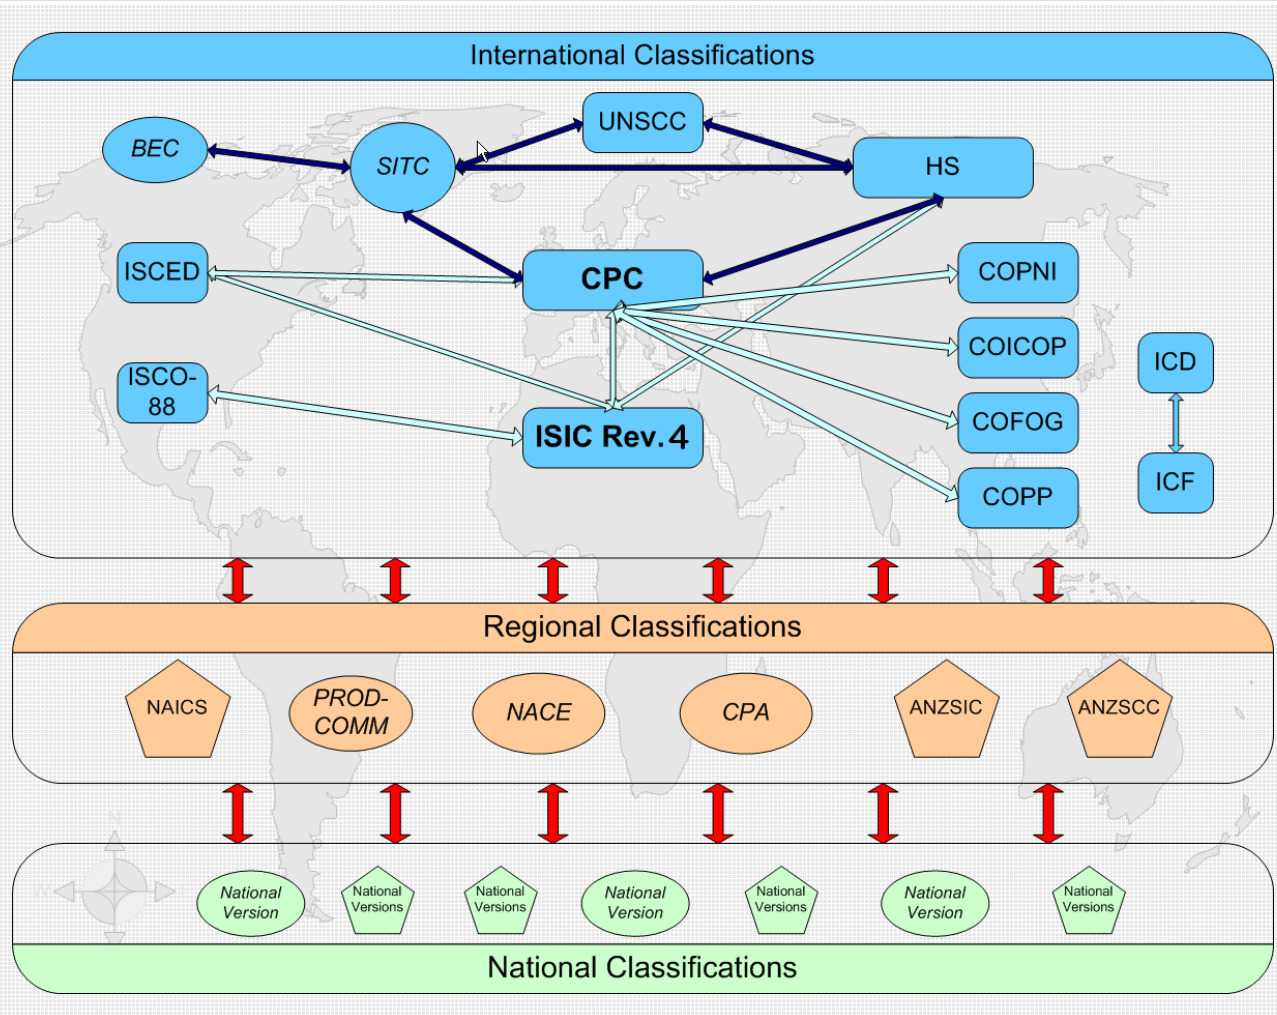 International Classifications
UNSCC
BEC
SITC
HS
ISCED
CPC
COPNI
COICOP
ICD
ISCO-
88
ISIC Rev. 4
COFOG
ICF
COPP
Regional Classifications
NAICS
PROD-
COMM
NACE
CPA
ANZSIC
ANZSCC
N
W
National
Version
National
Versions
National
Versions
National
Version
National
Versions
National
Version
National
Versions
National Classifications